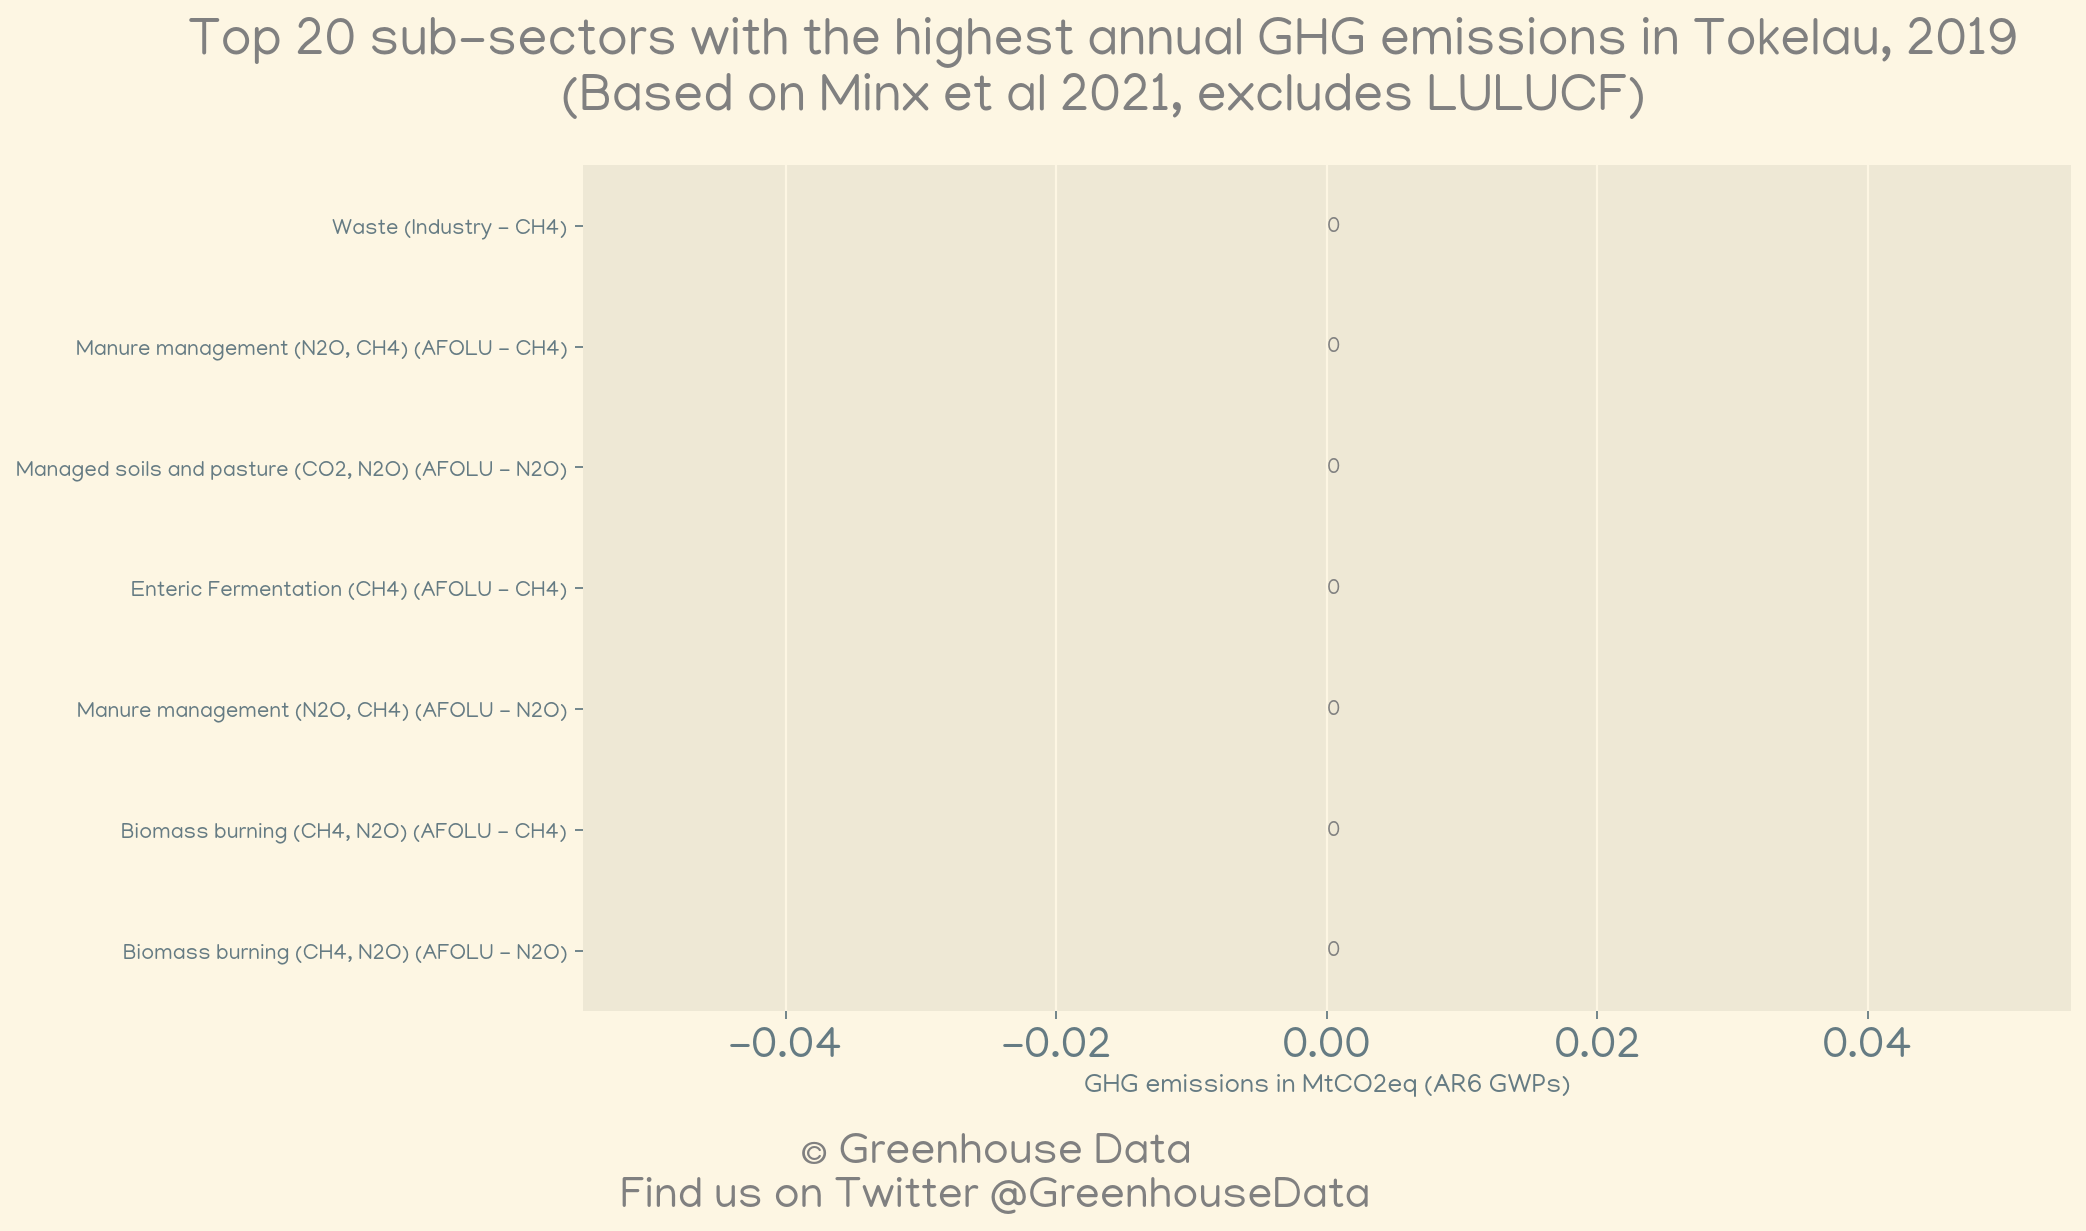 Top 20 sub-sectors with the highest annual GHG emissions in Tokelau, 2019
(Based on Minx et al 2021, excludes LULUCF)
Waste (Industry - CH4)
0
Manure management (N2O, CH4) (AFOLU - CH4)
0
Managed soils and pasture (CO2, N2O) (AFOLU - N2O)
0
Enteric Fermentation (CH4) (AFOLU - CH4)
0
Manure management (N2O, CH4) (AFOLU - N2O)
0
Biomass burning (CH4, N2O) (AFOLU - CH4)
0
Biomass burning (CH4, N2O) (AFOLU - N2O)
0
-0.04 -0.02 0.00 0.02 0.04
GHG emissions in MtCO2eq (AR6 GWPs)
© Greenhouse Data
Find us on Twitter @GreenhouseData